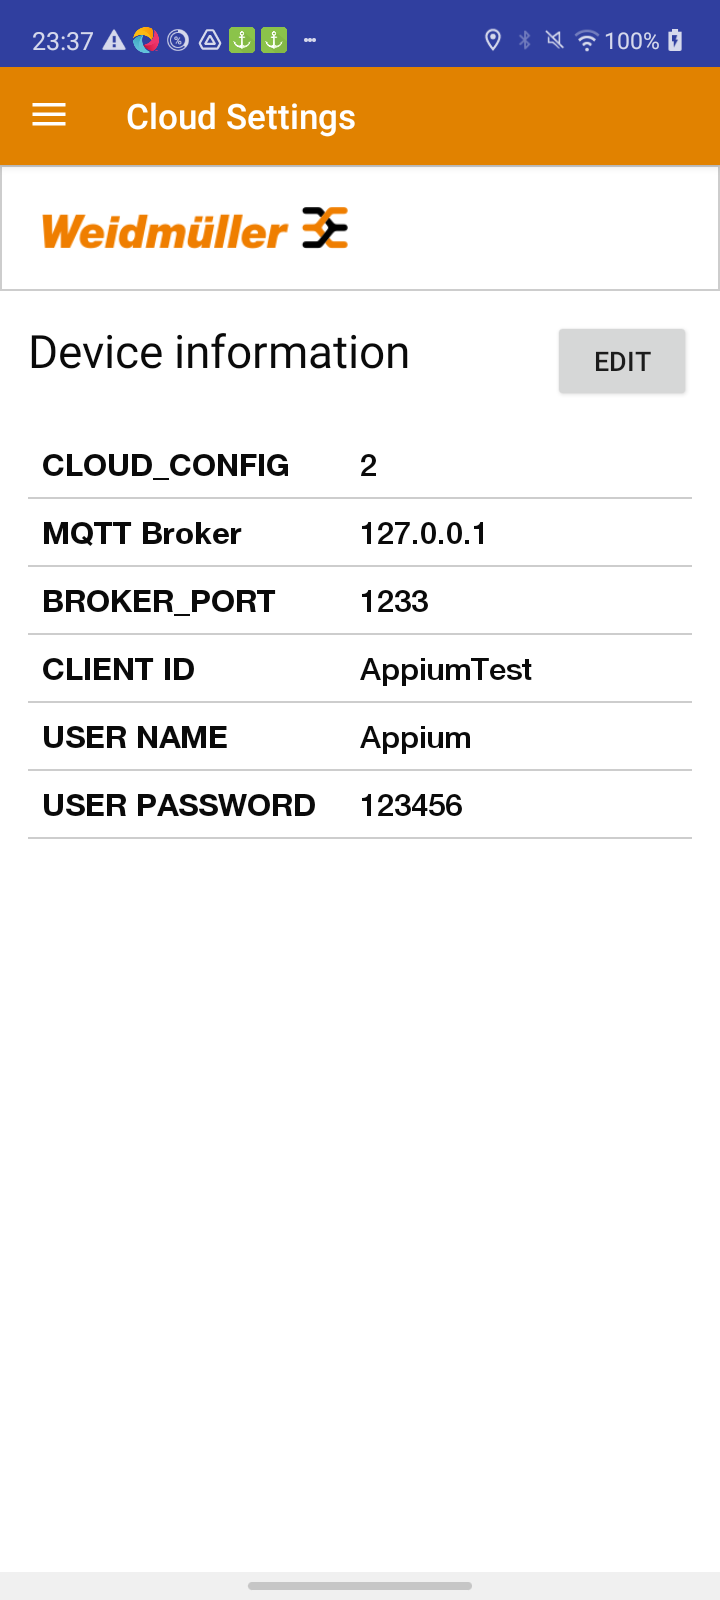 23:37 100%
Cloud Settings
Weidmüller
Device information
EDIT
CLOUD_CONFIG 2
MQTT Broker 127.0.0.1
BROKER_PORT 1233
CLIENT ID AppiumTest
USER NAME Appium
USER PASSWORD 123456